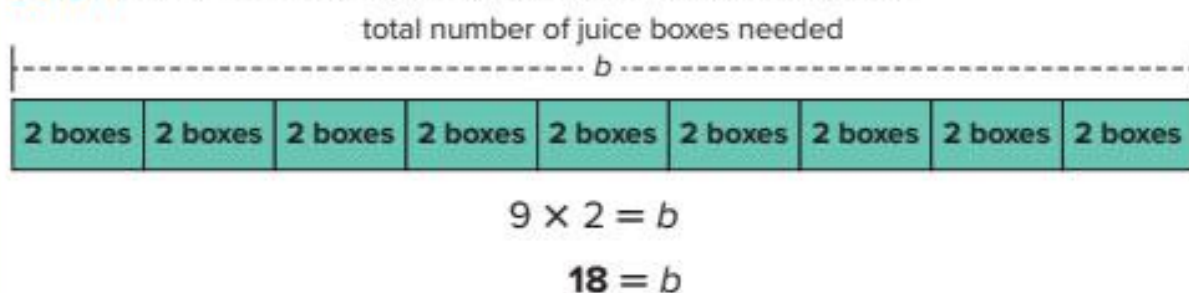 total number of juice boxes needed
b
2 boxes 2 boxes 2 boxes 2 boxes 2 boxes 2 boxes 2 boxes 2 boxes 2 boxes
9 × 2 = b
18 = b